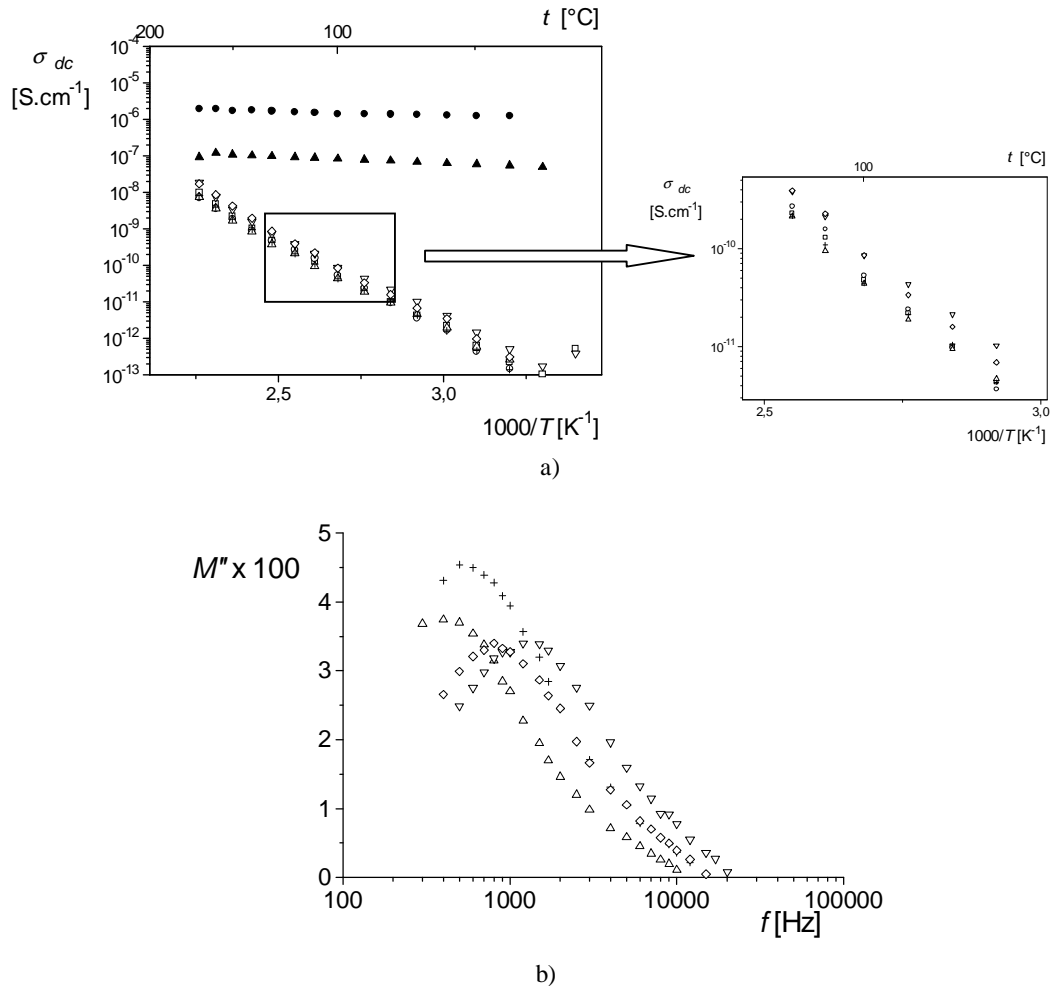 200 100 t [°C]
σ dc
[S.cm⁻¹]
10⁻⁴
10⁻⁵
10⁻⁶
10⁻⁷
10⁻⁸
10⁻⁹
10⁻¹⁰
10⁻¹¹
10⁻¹²
10⁻¹³
2,5 3,0
1000/T [K⁻¹]
100 t [°C]
σ dc
[S.cm⁻¹]
10⁻¹⁰
10⁻¹¹
2,5 3,0
1000/T [K⁻¹]
a)
M″ x 100
5
4
3
2
1
0
100 1000 10000 100000
f [Hz]
b)